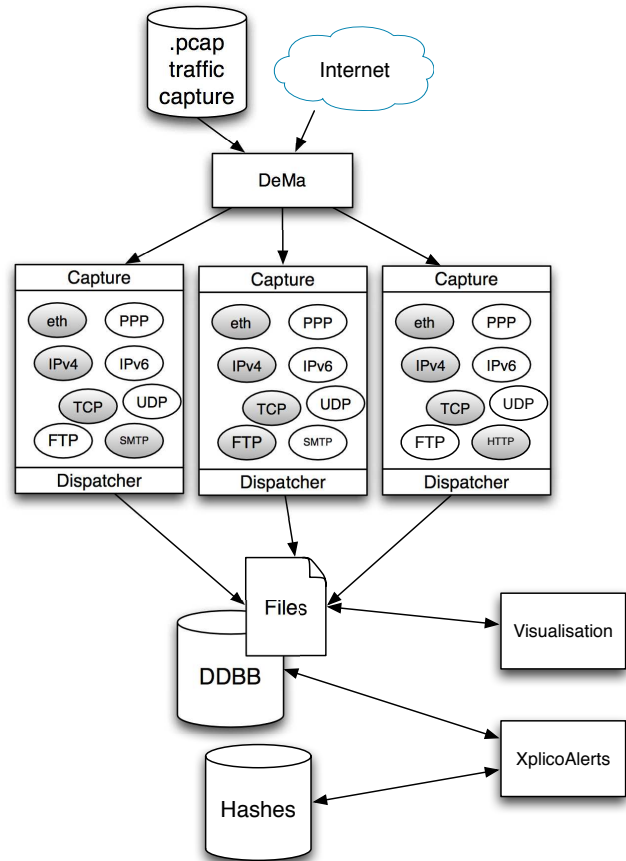 .pcap
traffic
capture
Internet
DeMa
Capture
eth
PPP
IPv4
IPv6
TCP
UDP
FTP
SMTP
Dispatcher
Capture
eth
PPP
IPv4
IPv6
TCP
UDP
FTP
SMTP
Dispatcher
Capture
eth
PPP
IPv4
IPv6
TCP
UDP
FTP
HTTP
Dispatcher
Files
DDBB
Visualisation
XplicoAlerts
Hashes